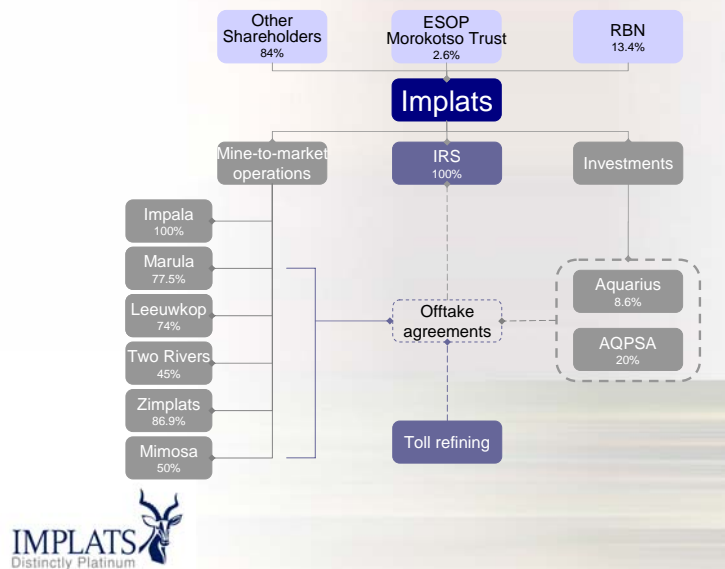 Other
Shareholders
84%
ESOP
Morokotso Trust
2.6%
RBN
13.4%
Implats
Mine-to-market
operations
IRS
100%
Investments
Impala
100%
Marula
77.5%
Leeuwkop
74%
Two Rivers
45%
Zimplats
86.9%
Mimosa
50%
Offtake
agreements
Toll refining
Aquarius
8.6%
AQPSA
20%
IMPLATS
Distinctly Platinum